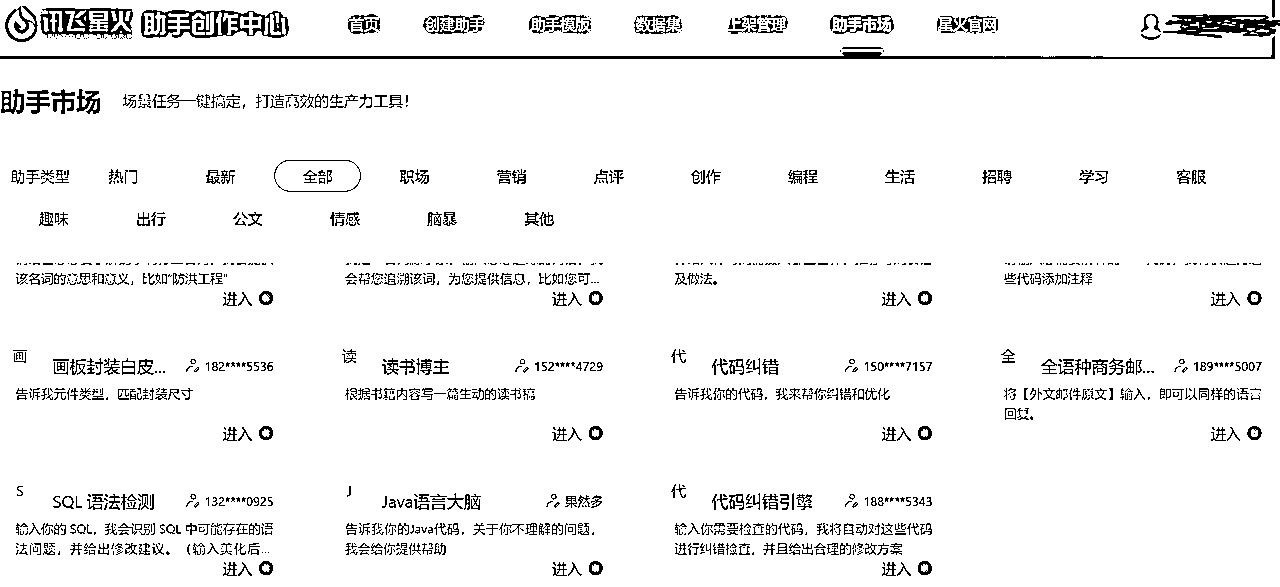 讯飞星火 助手创作中心 首页 创建助手 助手模版 数据集 上架管理 助手市场 星火官网
助手市场 场景任务一键搞定，打造高效的生产力工具！
助手类型 热门 最新 全部 职场 营销 点评 创作 编程 生活 招聘 学习 客服
趣味 出行 公文 情感 脑暴 其他
该名词的意思和意义，比如“防洪工程”
会帮您追溯该词，为您提供信息，比如您可...
及做法。
些代码添加注释
进入 进入 进入 进入
画 画板封装白皮... 182****5536
告诉我元件类型，匹配封装尺寸
进入
读 读书博主 152****4729
根据书籍内容写一篇生动的读书稿
进入
代 代码纠错 150****7157
告诉我你的代码，我来帮你纠错和优化
进入
全 全语种商务邮... 189****5007
将【外文邮件原文】输入，即可以同样的语言
回复。
进入
S SQL 语法检测 132****0925
输入你的 SQL，我会识别 SQL 中可能存在的语
法问题，并给出修改建议。（输入美化后...
进入
J Java语言大脑 果然多
告诉我你的Java代码，关于你不理解的问题，
我会给你提供帮助
进入
代 代码纠错引擎 188****5343
输入你需要检查的代码，我将自动对这些代码
进行纠错检查，并且给出合理的修改方案
进入